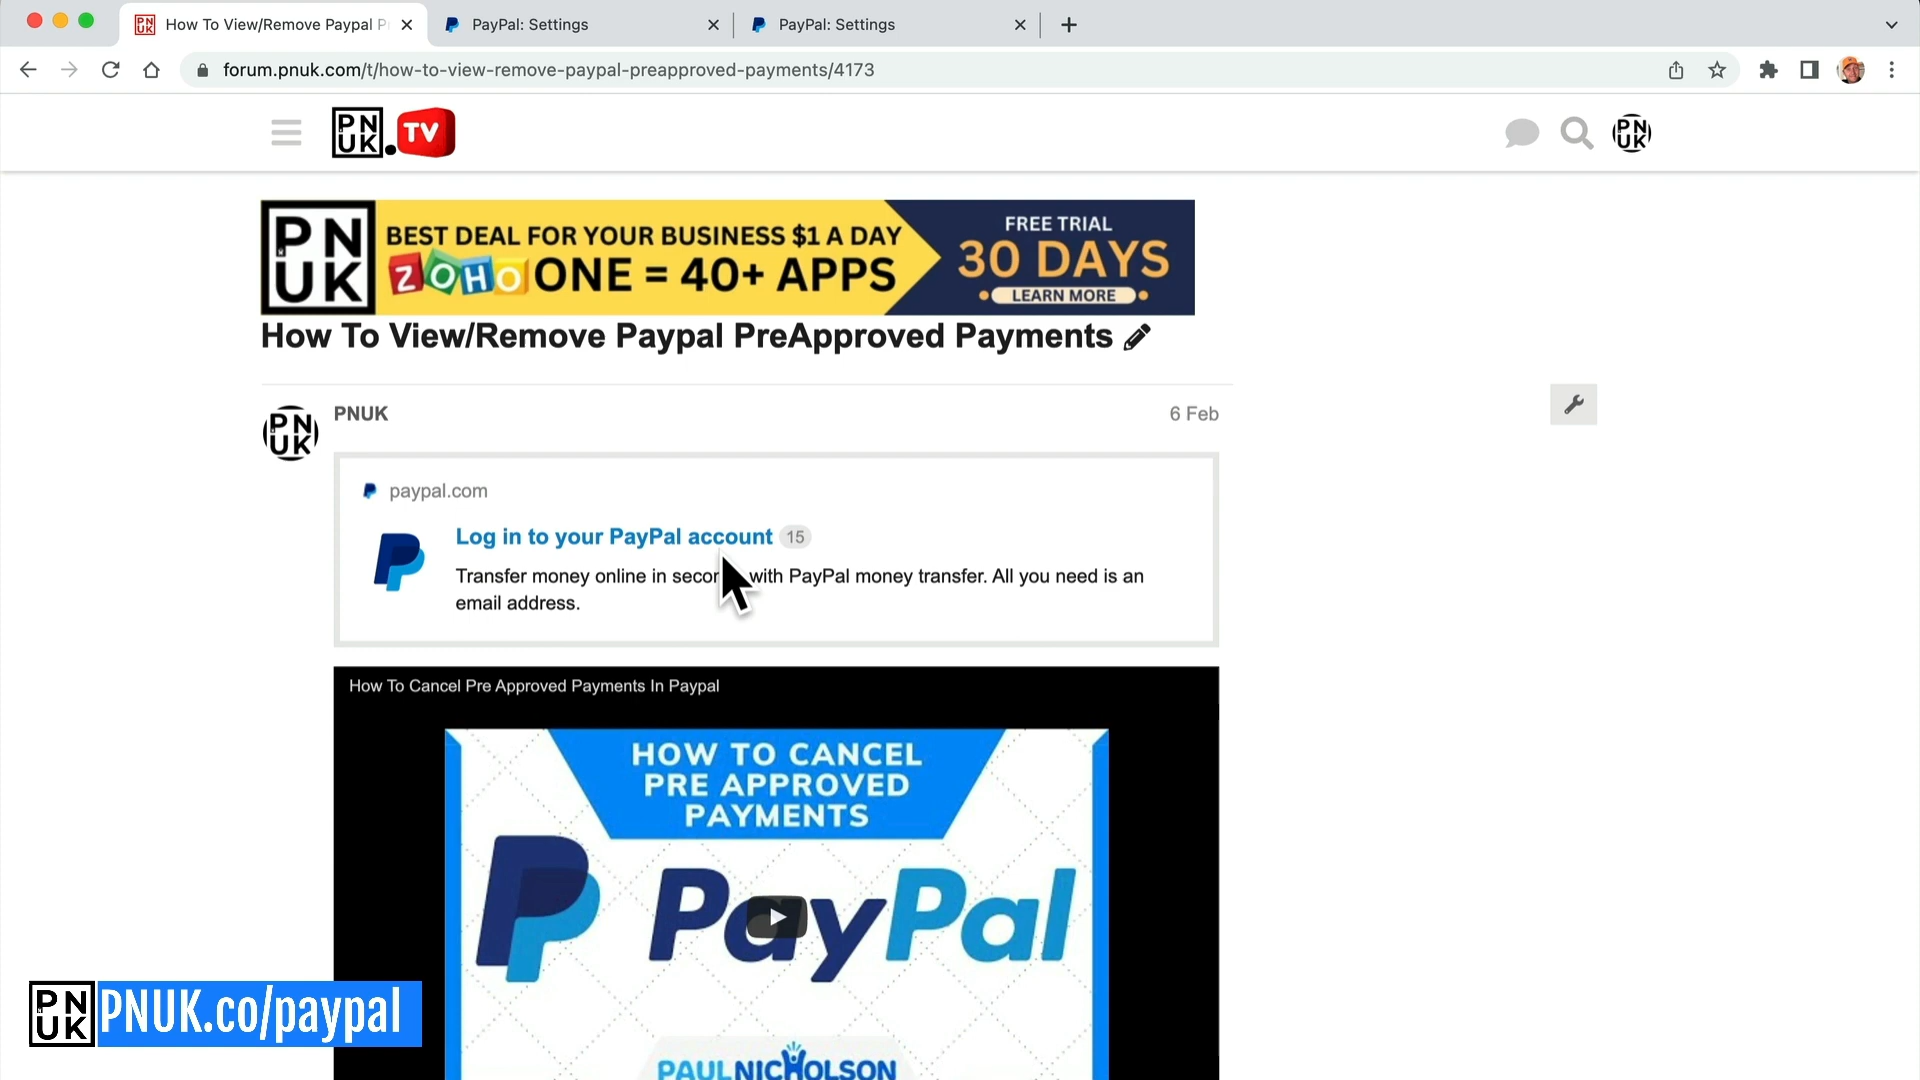 How To View/Remove Paypal P
PayPal: Settings
PayPal: Settings
forum.pnuk.com/t/how-to-view-remove-paypal-preapproved-payments/4173
PN
UK
.TV
PN
UK
PN
UK
BEST DEAL FOR YOUR BUSINESS $1 A DAY
ZOHO ONE = 40+ APPS
FREE TRIAL
30 DAYS
LEARN MORE
How To View/Remove Paypal PreApproved Payments
PN
UK
PNUK
6 Feb
paypal.com
Log in to your PayPal account 15
Transfer money online in secon with PayPal money transfer. All you need is an
email address.
How To Cancel Pre Approved Payments In Paypal
HOW TO CANCEL
PRE APPROVED
PAYMENTS
PayPal
PAULNICHOLSON
PN
UK
PNUK.co/paypal